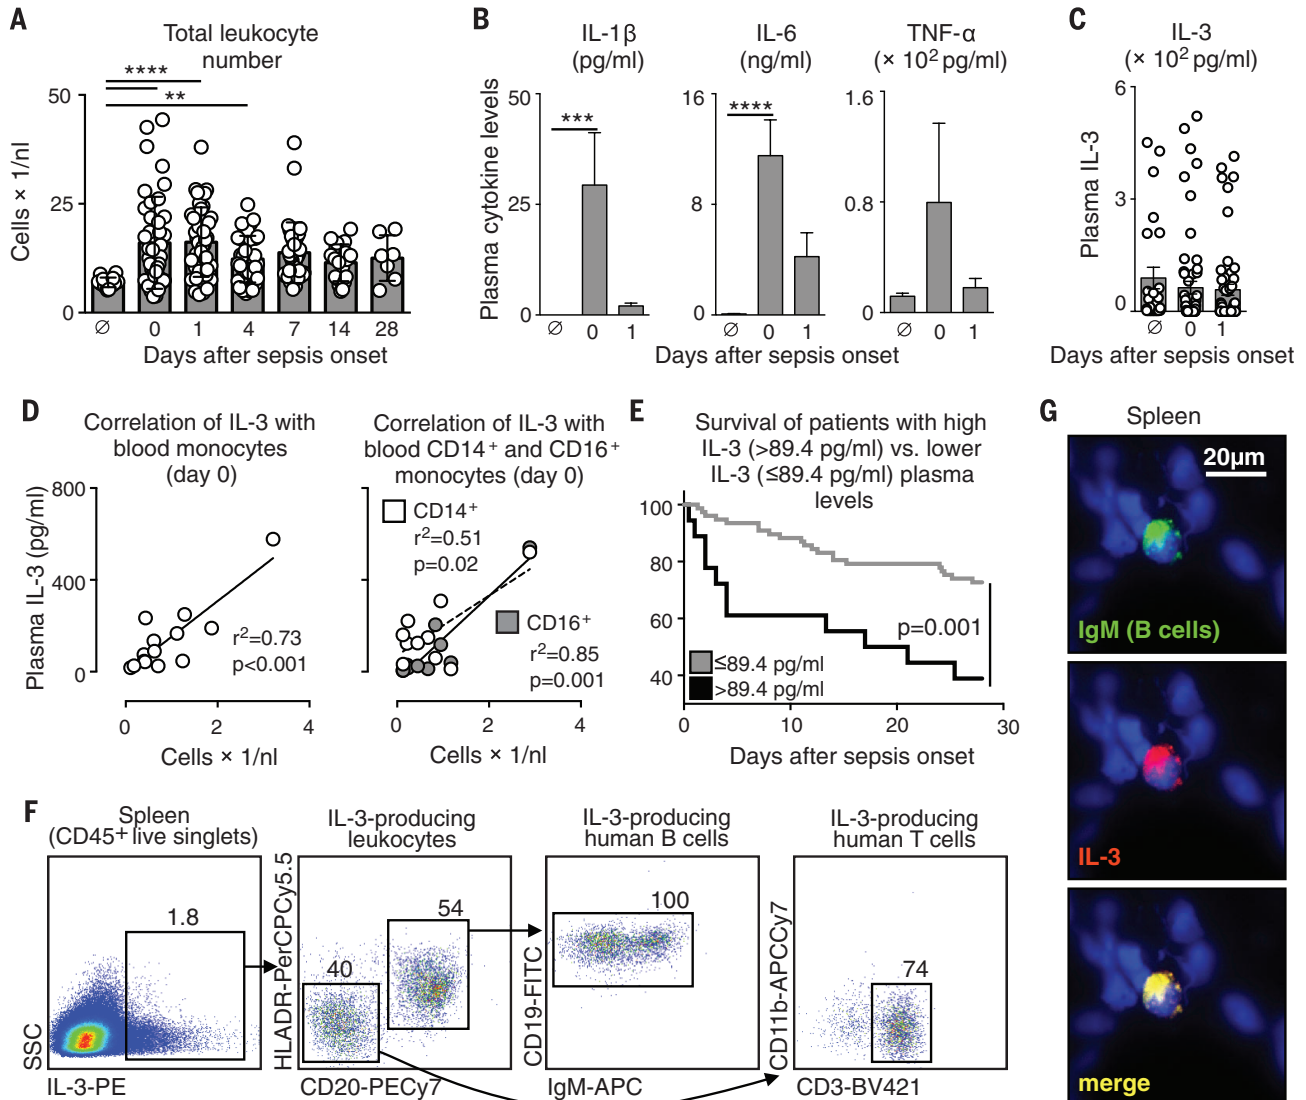 A
Total leukocyte
number
****
**
50
25
0
Cells × 1/nl
∅ 0 1 4 7 14 28
Days after sepsis onset
B
Plasma cytokine levels
IL-1β
(pg/ml)
***
50
25
0
∅ 0 1
IL-6
(ng/ml)
****
16
8
0
∅ 0 1
TNF-α
(× 10² pg/ml)
1.6
0.8
0
∅ 0 1
Days after sepsis onset
C
IL-3
(× 10² pg/ml)
Plasma IL-3
6
3
0
∅ 0 1
Days after sepsis onset
D
Correlation of IL-3 with
blood monocytes
(day 0)
Plasma IL-3 (pg/ml)
800
400
0
r²=0.73
p<0.001
0 2 4
Cells × 1/nl
Correlation of IL-3 with
blood CD14⁺ and CD16⁺
monocytes (day 0)
CD14⁺
r²=0.51
p=0.02
CD16⁺
r²=0.85
p=0.001
0 2 4
Cells × 1/nl
E
Survival of patients with high
IL-3 (>89.4 pg/ml) vs. lower
IL-3 (≤89.4 pg/ml) plasma
levels
100
80
60
40
p=0.001
≤89.4 pg/ml
>89.4 pg/ml
0 10 20 30
Days after sepsis onset
F
Spleen
(CD45⁺ live singlets)
1.8
SSC
IL-3-PE
IL-3-producing
leukocytes
54
40
HLADR-PerCPCy5.5
CD20-PECy7
IL-3-producing
human B cells
100
CD19-FITC
IgM-APC
IL-3-producing
human T cells
74
CD11b-APCCy7
CD3-BV421
G
Spleen
20µm
IgM (B cells)
IL-3
merge